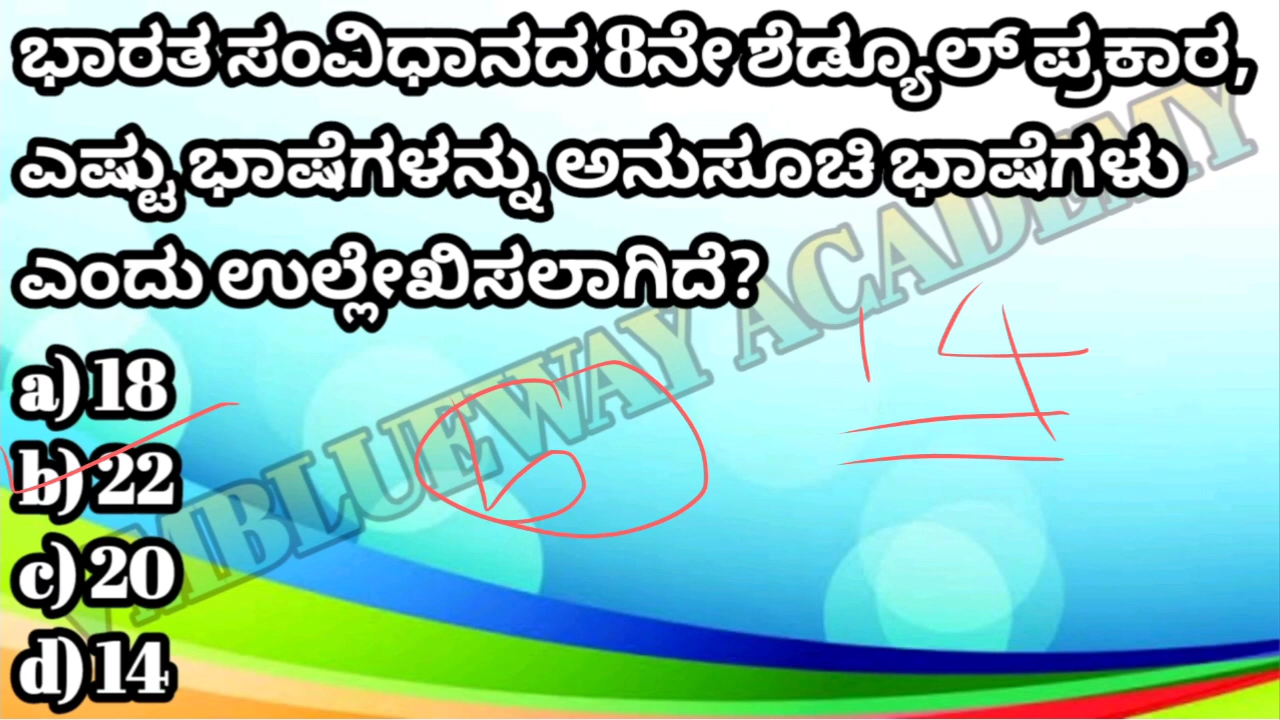 ಭಾರತ ಸಂವಿಧಾನದ 8ನೇ ಶೆಡ್ಯೂಲ್ ಪ್ರಕಾರ,
ಎಷ್ಟು ಭಾಷೆಗಳನ್ನು ಅನುಸೂಚಿ ಭಾಷೆಗಳು
ಎಂದು ಉಲ್ಲೇಖಿಸಲಾಗಿದೆ?
a) 18
b) 22
c) 20
d) 14
b
14
BLUEWAY ACADEMY